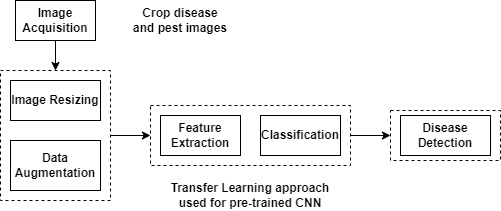 Image
Acquisition
Crop disease
and pest images
Image Resizing
Data
Augmentation
Feature
Extraction
Classification
Disease
Detection
Transfer Learning approach
used for pre-trained CNN